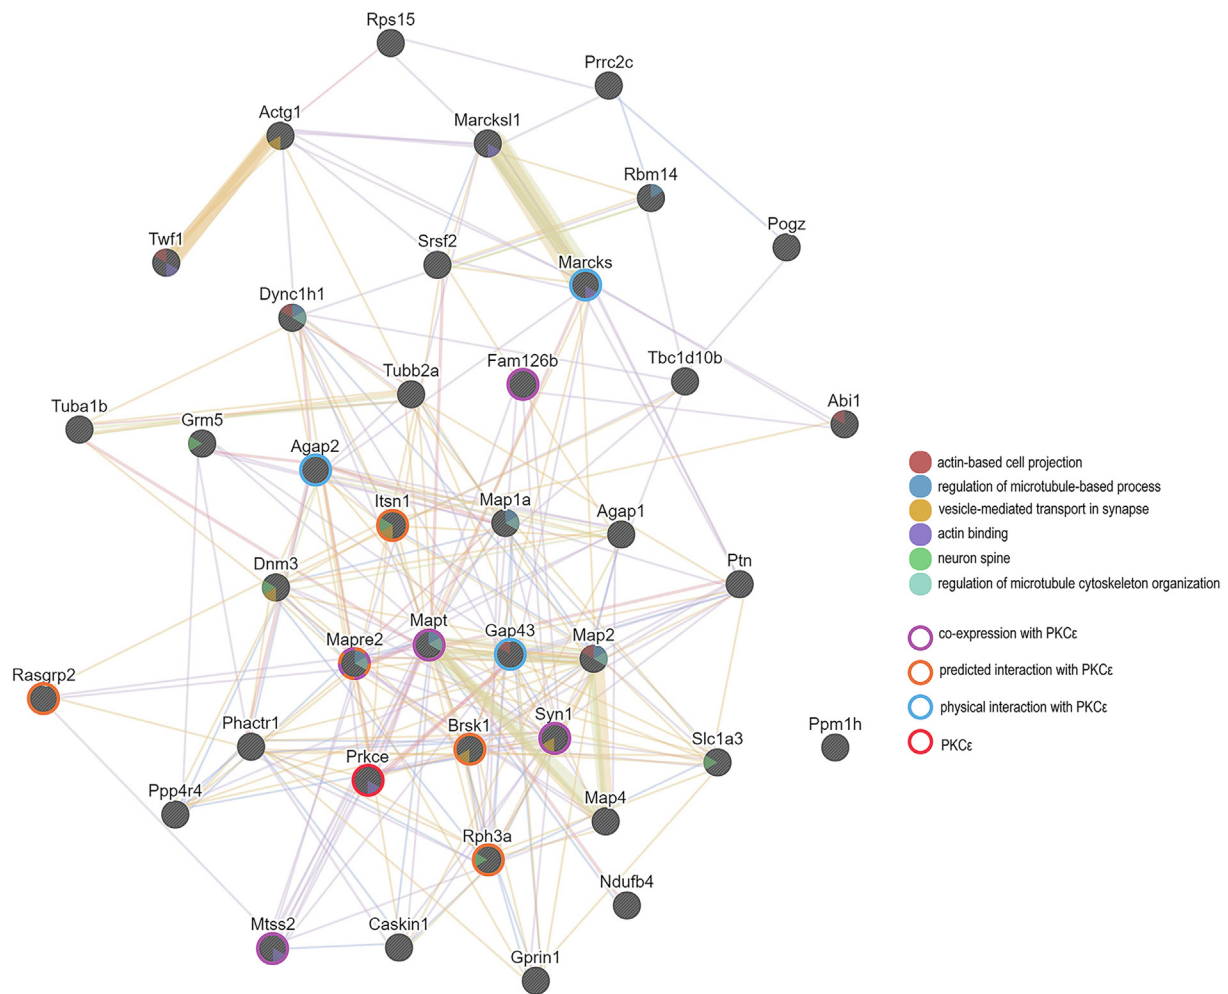 Rps15
Prrc2c
Actg1
Marcksl1
Rbm14
Pogz
Twf1
Srsf2
Marcks
Dync1h1
Fam126b
Tbc1d10b
Tubb2a
Abi1
Tuba1b
Grm5
Agap2
Itsn1
Map1a
Agap1
Ptn
Dnm3
Mapt
Gap43
Map2
Mapre2
Rasgrp2
Phactr1
Brsk1
Syn1
Ppm1h
Slc1a3
Prkce
Ppp4r4
Map4
Rph3a
Ndufb4
Mtss2
Caskin1
Gprin1
actin-based cell projection
regulation of microtubule-based process
vesicle-mediated transport in synapse
actin binding
neuron spine
regulation of microtubule cytoskeleton organization
co-expression with PKCε
predicted interaction with PKCε
physical interaction with PKCε
PKCε